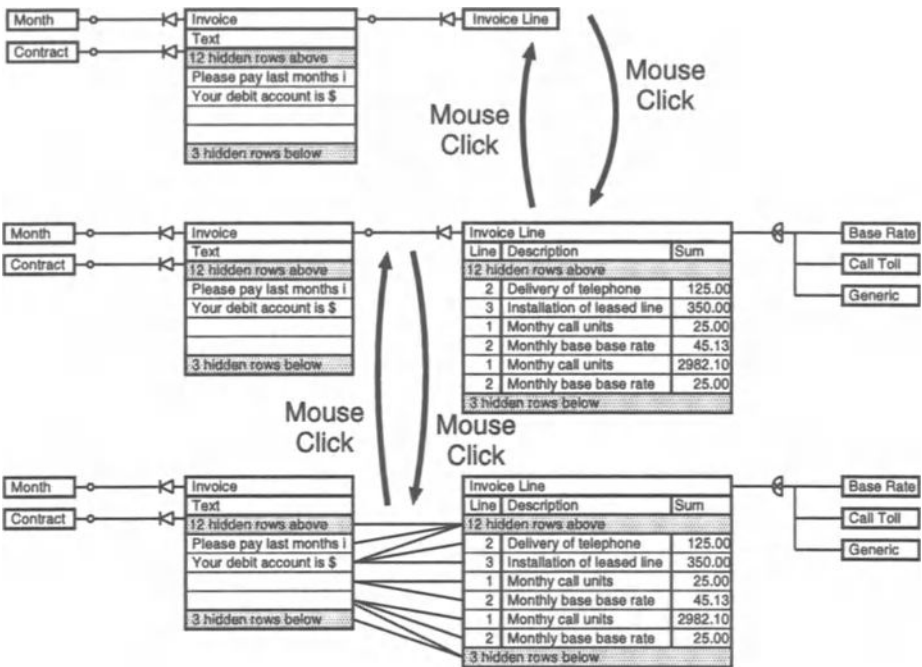 Month
Invoice
Invoice Line
Text
Contract
12 hidden rows above
Please pay last months i
Your debit account is $
3 hidden rows below
Mouse
Click
Mouse
Click
Month
Invoice
Invoice Line
Base Rate
Text
Line Description Sum
Contract
12 hidden rows above
12 hidden rows above
Call Toll
Please pay last months i
2 Delivery of telephone 125.00
Your debit account is $
3 Installation of leased line 350.00
Generic
1 Monthy call units 25.00
2 Monthly base base rate 45.13
3 hidden rows below
1 Monthy call units 2982.10
2 Monthly base base rate 25.00
3 hidden rows below
Mouse
Click
Mouse
Click
Month
Invoice
Invoice Line
Base Rate
Text
Line Description Sum
Contract
12 hidden rows above
12 hidden rows above
Call Toll
Please pay last months i
2 Delivery of telephone 125.00
Your debit account is $
3 Installation of leased line 350.00
Generic
1 Monthy call units 25.00
2 Monthly base base rate 45.13
3 hidden rows below
1 Monthy call units 2982.10
2 Monthly base base rate 25.00
3 hidden rows below